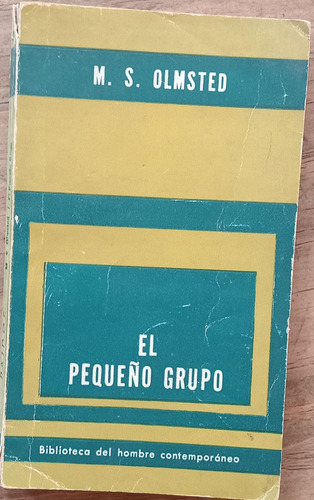 M. S. OLMSTED
EL
PEQUEÑO GRUPO
Biblioteca del hombre contemporáneo